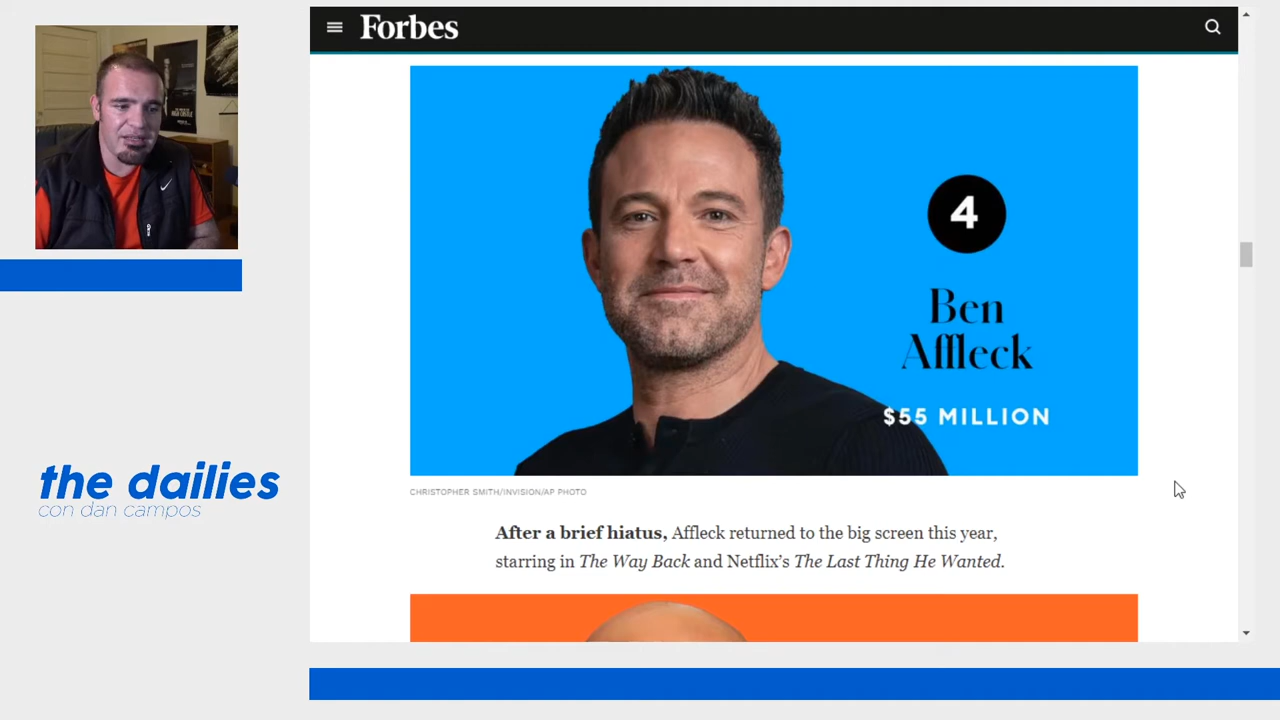 Forbes
4
Ben
Affleck
$55 MILLION
CHRISTOPHER SMITH/INVISION/AP PHOTO
After a brief hiatus, Affleck returned to the big screen this year,
starring in The Way Back and Netflix's The Last Thing He Wanted.
the dailies
con dan campos